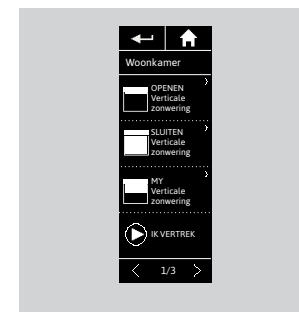 Woonkamer
OPENEN
Verticale
zonwering
SLUITEN
Verticale
zonwering
MY
Verticale
zonwering
IK VERTREK
1/3